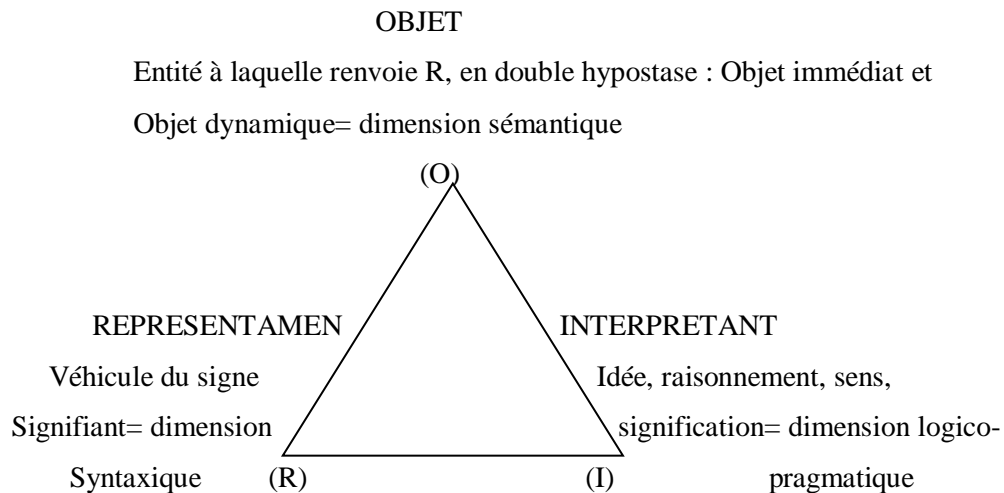 OBJET
Entité à laquelle renvoie R, en double hypostase : Objet immédiat et
Objet dynamique= dimension sémantique
(O)
REPRESENTAMEN
Véhicule du signe
Signifiant= dimension
Syntaxique
(R)
INTERPRETANT
Idée, raisonnement, sens,
signification= dimension logico-
pragmatique
(I)